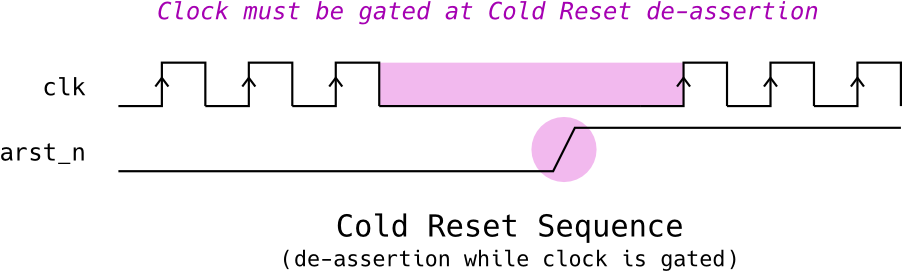 Clock must be gated at Cold Reset de-assertion
clk
arst_n
Cold Reset Sequence
(de-assertion while clock is gated)